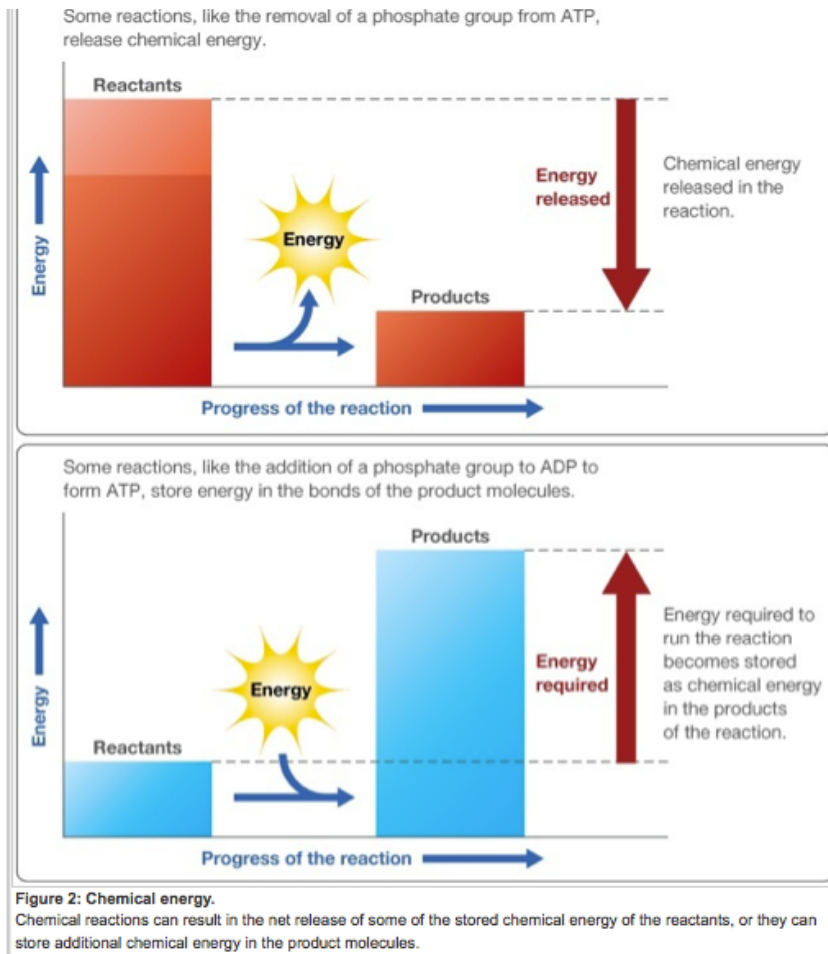 Some reactions, like the removal of a phosphate group from ATP,
release chemical energy.
Reactants
Energy
Energy
Energy
released
Chemical energy
released in the
reaction.
Products
Progress of the reaction
Some reactions, like the addition of a phosphate group to ADP to
form ATP, store energy in the bonds of the product molecules.
Products
Energy
Reactants
Energy
Energy
required
Energy required to
run the reaction
becomes stored
as chemical energy
in the products
of the reaction.
Progress of the reaction
Figure 2: Chemical energy.
Chemical reactions can result in the net release of some of the stored chemical energy of the reactants, or they can
store additional chemical energy in the product molecules.